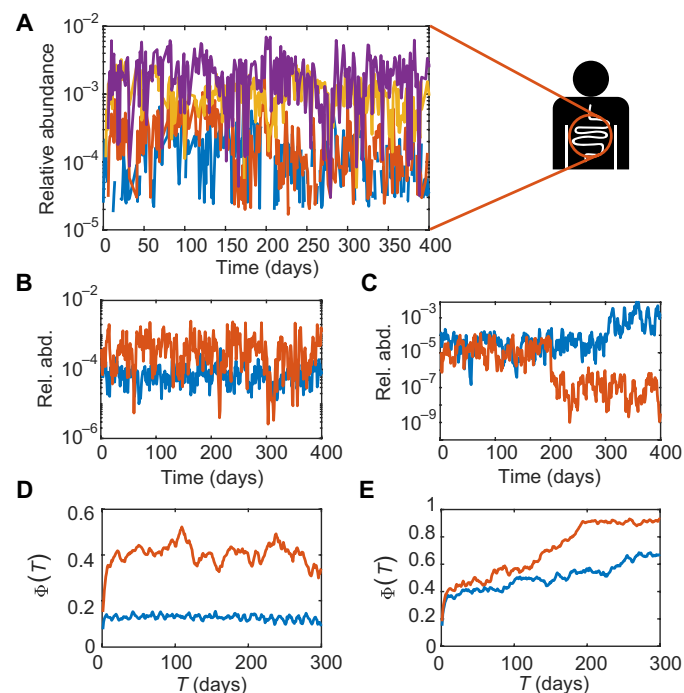 A
Relative abundance
10⁻²
10⁻³
10⁻⁴
10⁻⁵
0 50 100 150 200 250 300 350 400
Time (days)
B
Rel. abd.
10⁻²
10⁻⁴
10⁻⁶
0 100 200 300 400
Time (days)
C
Rel. abd.
10⁻³
10⁻⁵
10⁻⁷
10⁻⁹
0 100 200 300 400
Time (days)
D
Φ(T)
0.6
0.4
0.2
0
0 100 200 300
T (days)
E
Φ(T)
1
0.8
0.6
0.4
0.2
0
0 100 200 300
T (days)